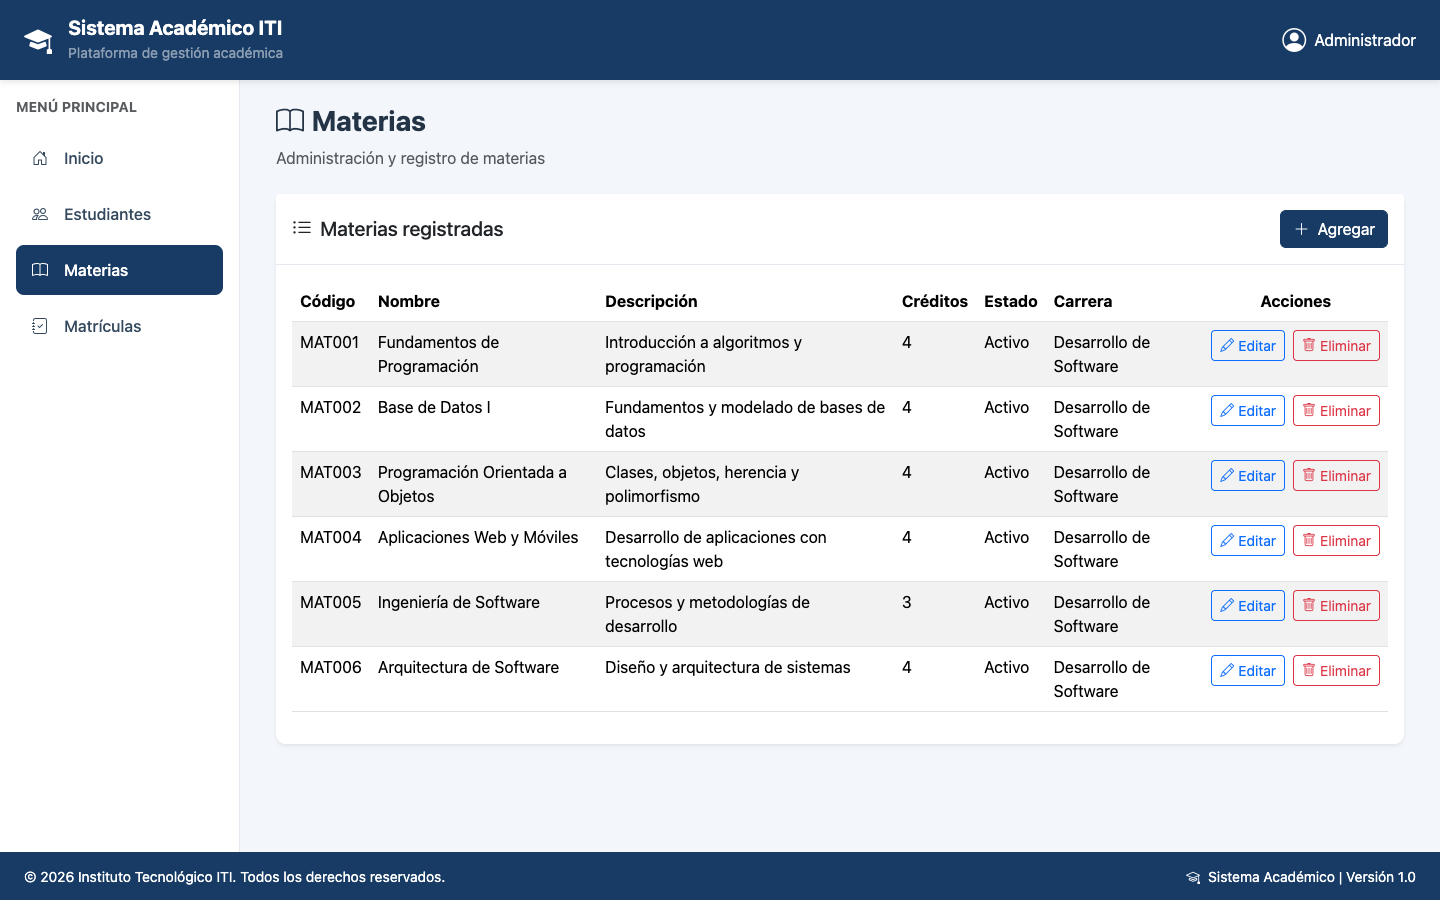 Sistema Académico ITI
Plataforma de gestión académica
Administrador
MENÚ PRINCIPAL
Inicio
Estudiantes
Materias
Matrículas
Materias
Administración y registro de materias
Materias registradas
Agregar
Código Nombre Descripción Créditos Estado Carrera Acciones
MAT001 Fundamentos de Introducción a algoritmos y 4 Activo Desarrollo de Editar Eliminar
Programación programación Software
MAT002 Base de Datos I Fundamentos y modelado de bases de 4 Activo Desarrollo de Editar Eliminar
datos Software
MAT003 Programación Orientada a Clases, objetos, herencia y 4 Activo Desarrollo de Editar Eliminar
Objetos polimorfismo Software
MAT004 Aplicaciones Web y Móviles Desarrollo de aplicaciones con 4 Activo Desarrollo de Editar Eliminar
tecnologías web Software
MAT005 Ingeniería de Software Procesos y metodologías de 3 Activo Desarrollo de Editar Eliminar
desarrollo Software
MAT006 Arquitectura de Software Diseño y arquitectura de sistemas 4 Activo Desarrollo de Editar Eliminar
Software
© 2026 Instituto Tecnológico ITI. Todos los derechos reservados.
Sistema Académico | Versión 1.0